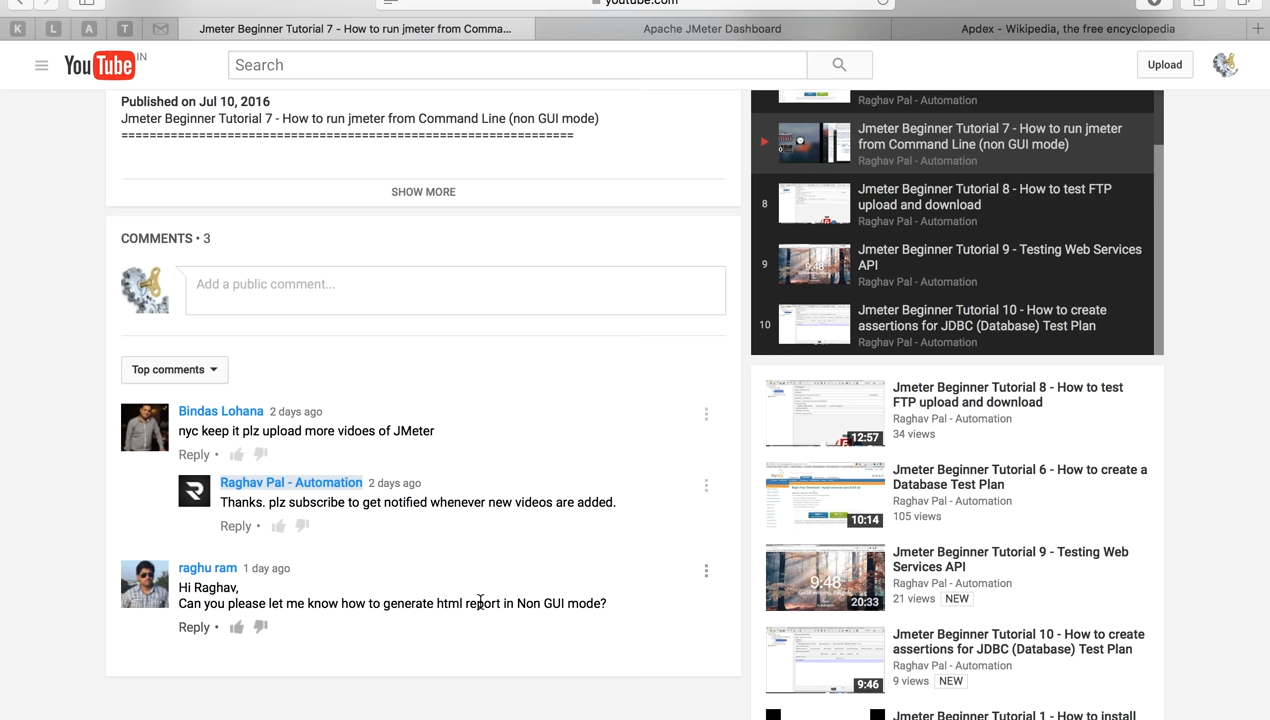 youtube.com
K L A T Jmeter Beginner Tutorial 7 - How to run jmeter from Comma... Apache JMeter Dashboard Apdex - Wikipedia, the free encyclopedia
YouTube IN Search Upload
Published on Jul 10, 2016
Jmeter Beginner Tutorial 7 - How to run jmeter from Command Line (non GUI mode)
================================================================
SHOW MORE
COMMENTS • 3
Add a public comment...
Top comments
Bindas Lohana 2 days ago
nyc keep it plz upload more videos of JMeter
Reply •
Raghav Pal - Automation 2 days ago
Thanks. Pls subscribe to get notified whenever new items are added.
Reply •
raghu ram 1 day ago
Hi Raghav,
Can you please let me know how to generate html report in Non GUI mode?
Reply •
Raghav Pal - Automation
Jmeter Beginner Tutorial 7 - How to run jmeter
from Command Line (non GUI mode)
Raghav Pal - Automation
8 Jmeter Beginner Tutorial 8 - How to test FTP
upload and download
Raghav Pal - Automation
9 Jmeter Beginner Tutorial 9 - Testing Web Services
API
Raghav Pal - Automation
10 Jmeter Beginner Tutorial 10 - How to create
assertions for JDBC (Database) Test Plan
Raghav Pal - Automation
Jmeter Beginner Tutorial 8 - How to test
FTP upload and download
Raghav Pal - Automation
34 views
12:57
Jmeter Beginner Tutorial 6 - How to create a
Database Test Plan
Raghav Pal - Automation
105 views
10:14
Jmeter Beginner Tutorial 9 - Testing Web
Services API
Raghav Pal - Automation
21 views NEW
9:48
20:33
Jmeter Beginner Tutorial 10 - How to create
assertions for JDBC (Database) Test Plan
Raghav Pal - Automation
9 views NEW
9:46
Jmeter Beginner Tutorial 1 - How to install